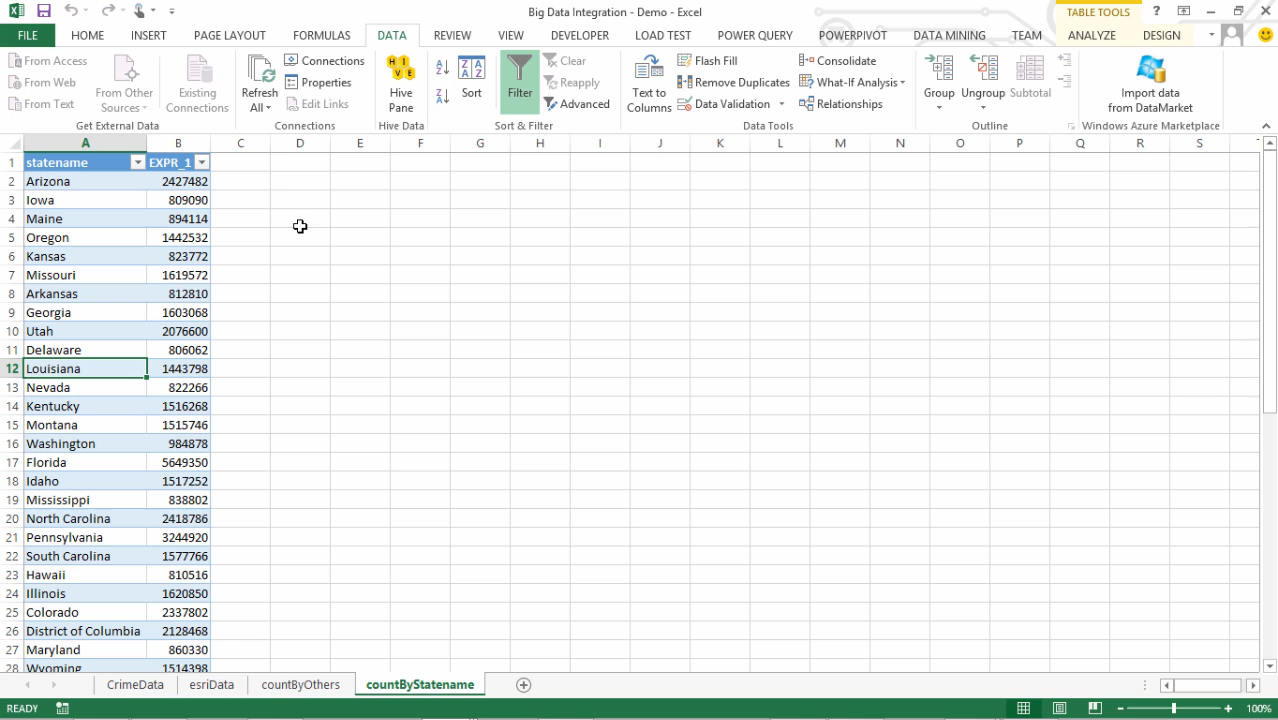 Big Data Integration - Demo - Excel
TABLE TOOLS
?
FILE HOME INSERT PAGE LAYOUT FORMULAS DATA REVIEW VIEW DEVELOPER LOAD TEST POWER QUERY POWERPIVOT DATA MINING TEAM ANALYZE DESIGN
From Access
From Web
From Text
From Other Sources
Existing Connections
Get External Data
Refresh All
Connections
Properties
Edit Links
Connections
HIVE
Hive Pane
Hive Data
Sort
Filter
Clear
Reapply
Advanced
Sort & Filter
Text to Columns
Flash Fill
Remove Duplicates
Data Validation
Consolidate
What-If Analysis
Relationships
Data Tools
Group
Ungroup
Subtotal
Outline
Import data from DataMarket
Windows Azure Marketplace
A B C D E F G H I J K L M N O P Q R S
1 statename EXPR_1
2 Arizona 2427482
3 Iowa 809090
4 Maine 894114
5 Oregon 1442532
6 Kansas 823772
7 Missouri 1619572
8 Arkansas 812810
9 Georgia 1603068
10 Utah 2076600
11 Delaware 806062
12 Louisiana 1443798
13 Nevada 822266
14 Kentucky 1516268
15 Montana 1515746
16 Washington 984878
17 Florida 5649350
18 Idaho 1517252
19 Mississippi 838802
20 North Carolina 2418786
21 Pennsylvania 3244920
22 South Carolina 1577766
23 Hawaii 810516
24 Illinois 1620850
25 Colorado 2337802
26 District of Columbia 2128468
27 Maryland 860330
28 Wyoming 1514398
CrimeData esriData countByOthers countByStatename
READY 100%